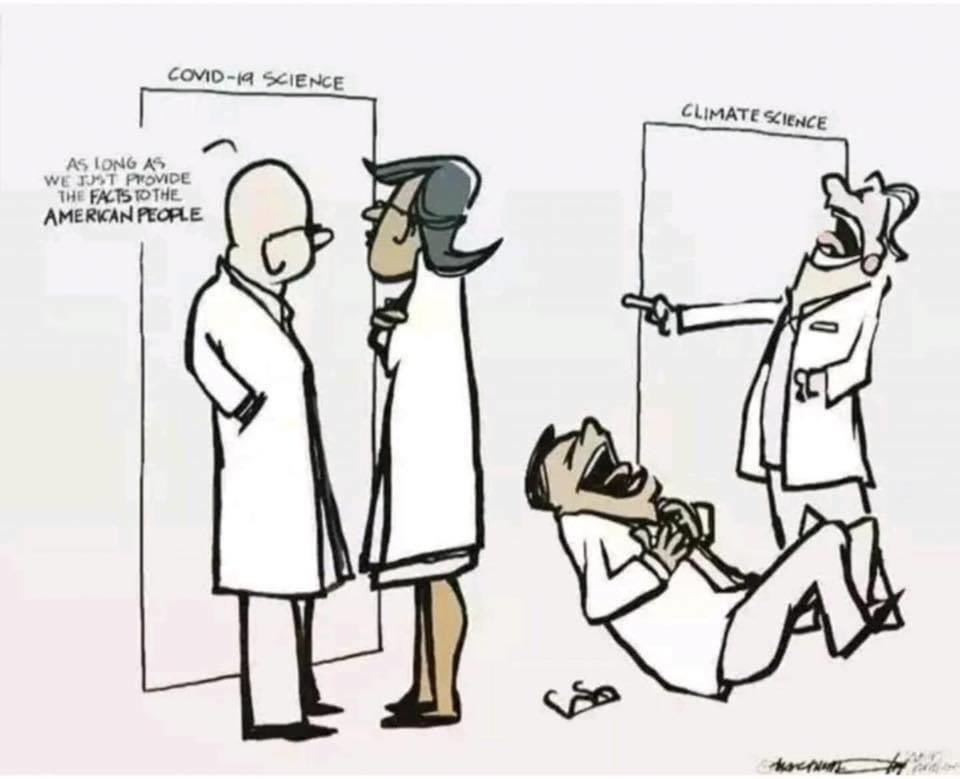 COVID-19 SCIENCE
CLIMATE SCIENCE
AS LONG AS
WE JUST PROVIDE
THE FACTS TO THE
AMERICAN PEOPLE